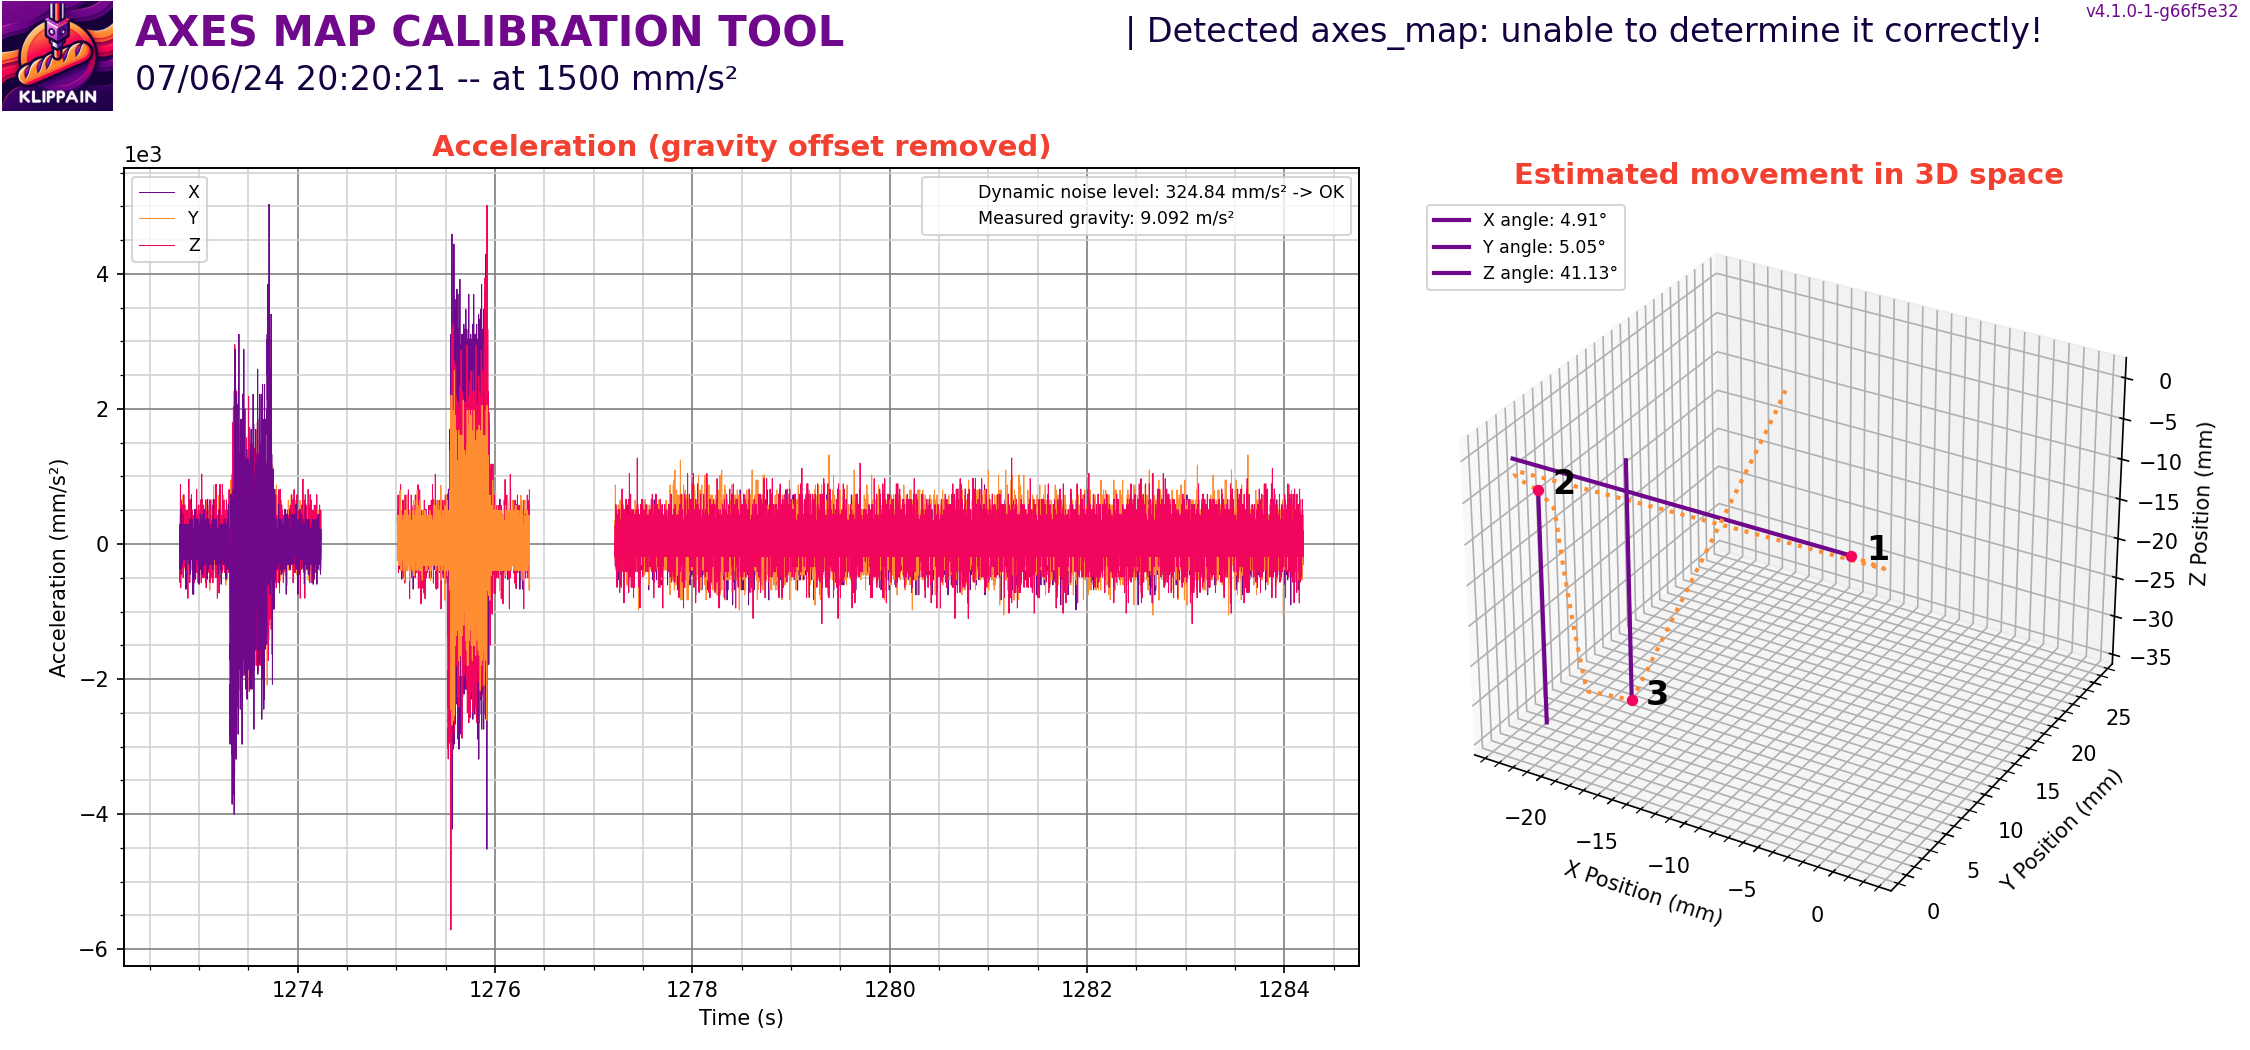 AXES MAP CALIBRATION TOOL
| Detected axes_map: unable to determine it correctly!
v4.1.0-1-g66f5e32
07/06/24 20:20:21 -- at 1500 mm/s²
KLIPPAIN
Acceleration (gravity offset removed)
1e3
X
Y
Z
Dynamic noise level: 324.84 mm/s² -> OK
Measured gravity: 9.092 m/s²
4
2
0
−2
−4
−6
Acceleration (mm/s²)
1274
1276
1278
1280
1282
1284
Time (s)
Estimated movement in 3D space
X angle: 4.91°
Y angle: 5.05°
Z angle: 41.13°
2
1
3
0
−5
−10
−15
−20
−25
−30
−35
Z Position (mm)
25
20
15
10
5
0
Y Position (mm)
−20
−15
−10
−5
0
X Position (mm)